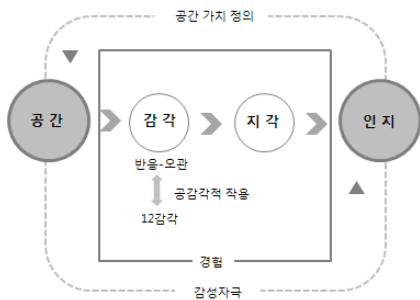 공간 가치 정의
공 간
감 각
지 각
인 지
반응-오관
공감각적 작용
12감각
경험
감성자극